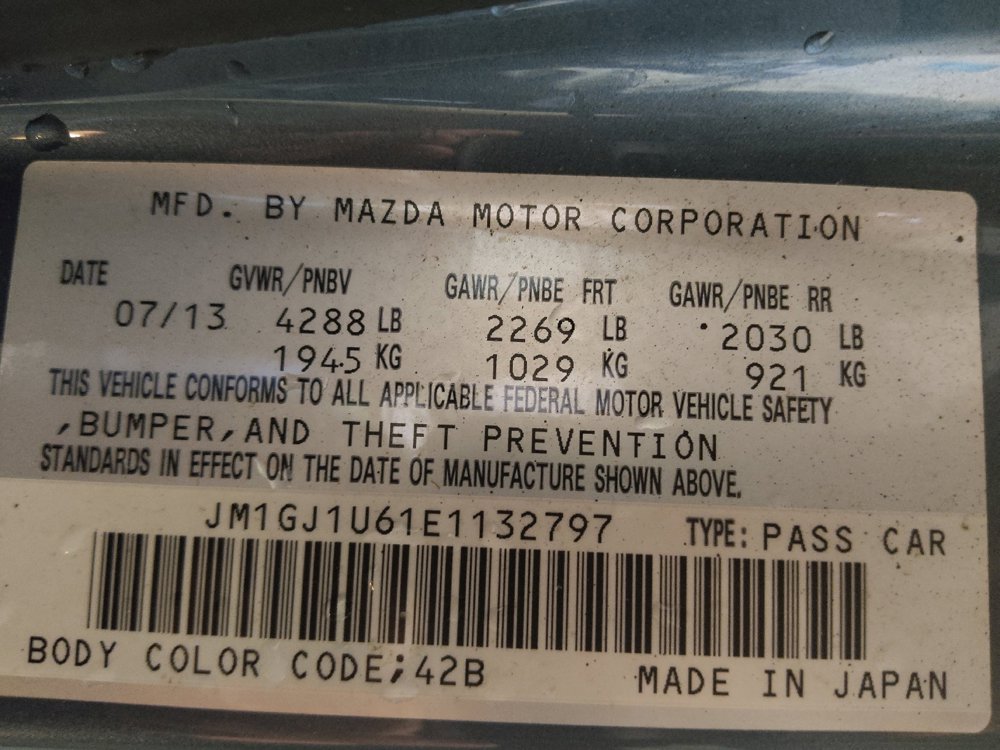 MFD. BY MAZDA MOTOR CORPORATION
DATE GVWR/PNBV GAWR/PNBE FRT GAWR/PNBE RR
07/13 4288 LB 2269 LB 2030 LB
1945 KG 1029 KG 921 KG
THIS VEHICLE CONFORMS TO ALL APPLICABLE FEDERAL MOTOR VEHICLE SAFETY
,BUMPER,AND THEFT PREVENTION
STANDARDS IN EFFECT ON THE DATE OF MANUFACTURE SHOWN ABOVE.
JM1GJ1U61E1132797 TYPE: PASS CAR
BODY COLOR CODE;42B MADE IN JAPAN